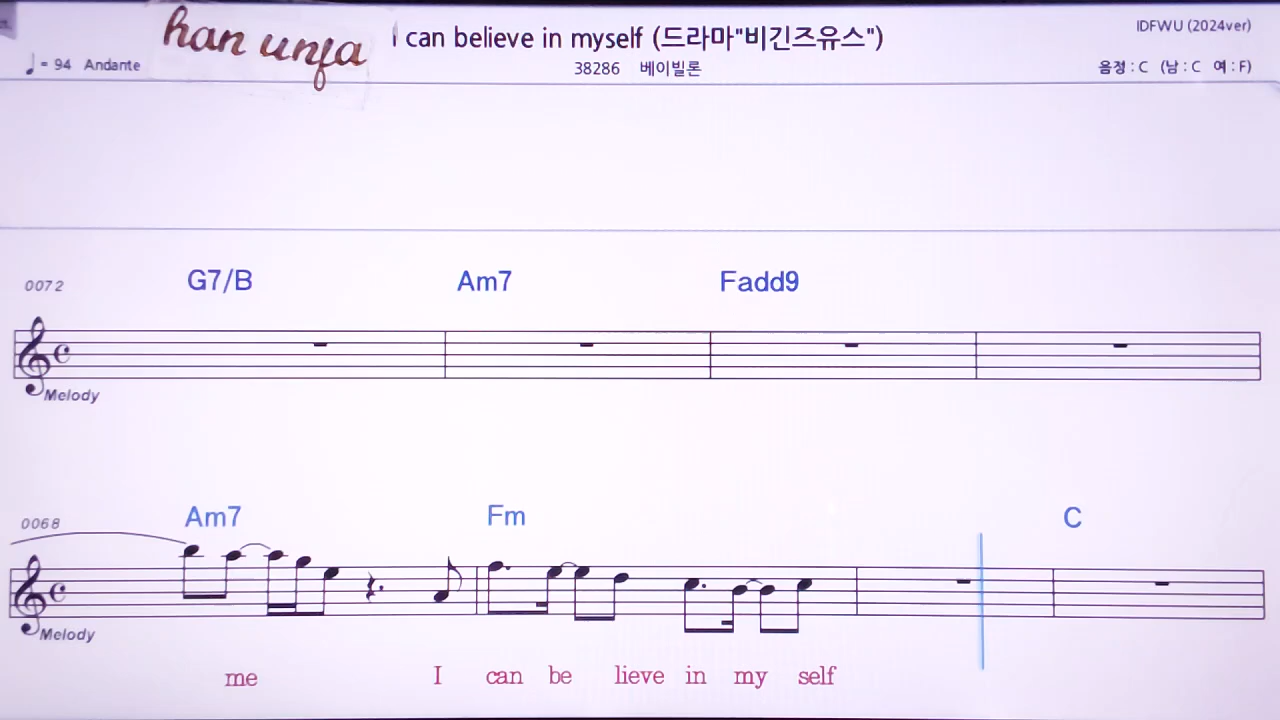 han unfa
I can believe in myself (드라마"비긴즈유스")
IDFWU (2024ver)
♩ = 94 Andante
38286 베이빌론
음정 : C (남 : C 여 : F)
0072
G7/B Am7 Fadd9
Melody
0068
Am7 Fm C
Melody
me I can be lieve in my self